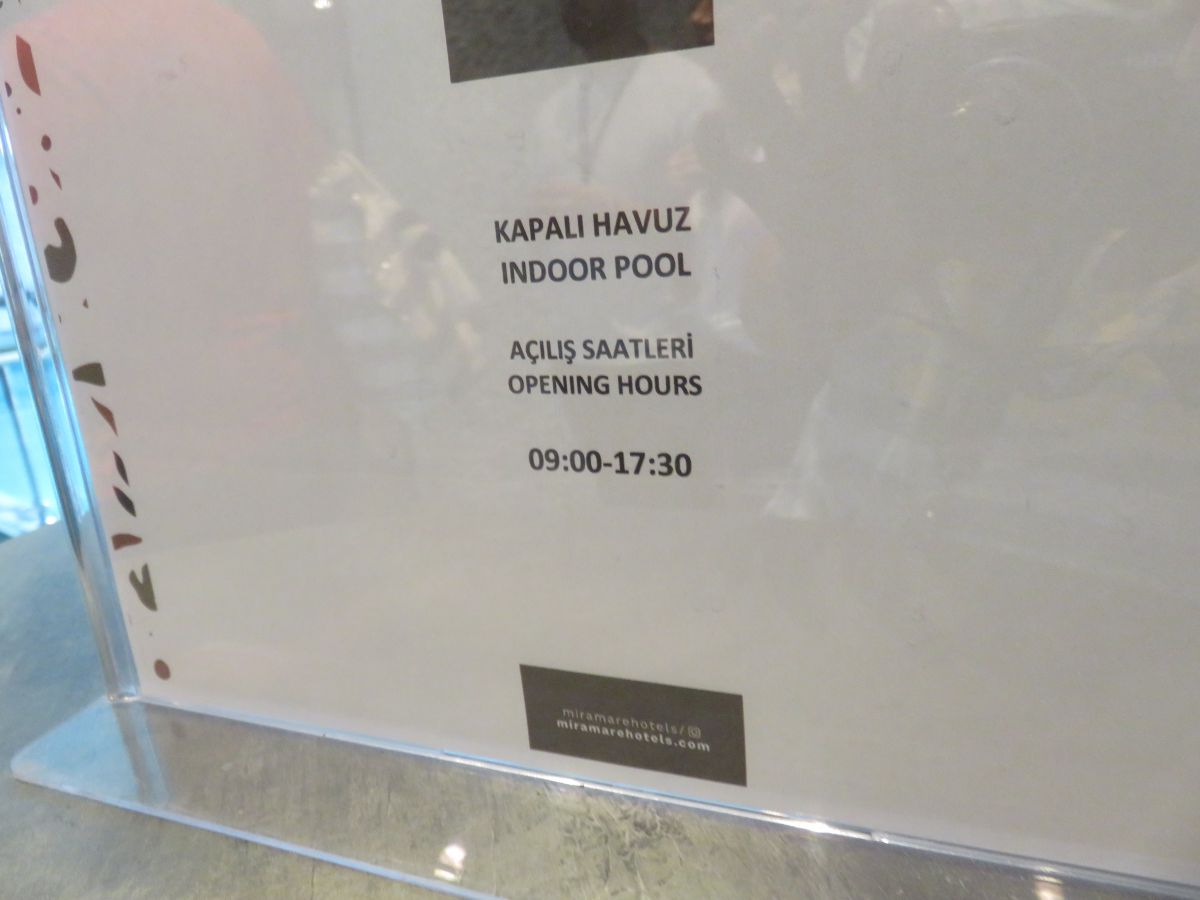 KAPALI HAVUZ
INDOOR POOL
AÇILIŞ SAATLERİ
OPENING HOURS
09:00-17:30
miramarehotels/
miramarehotels.com